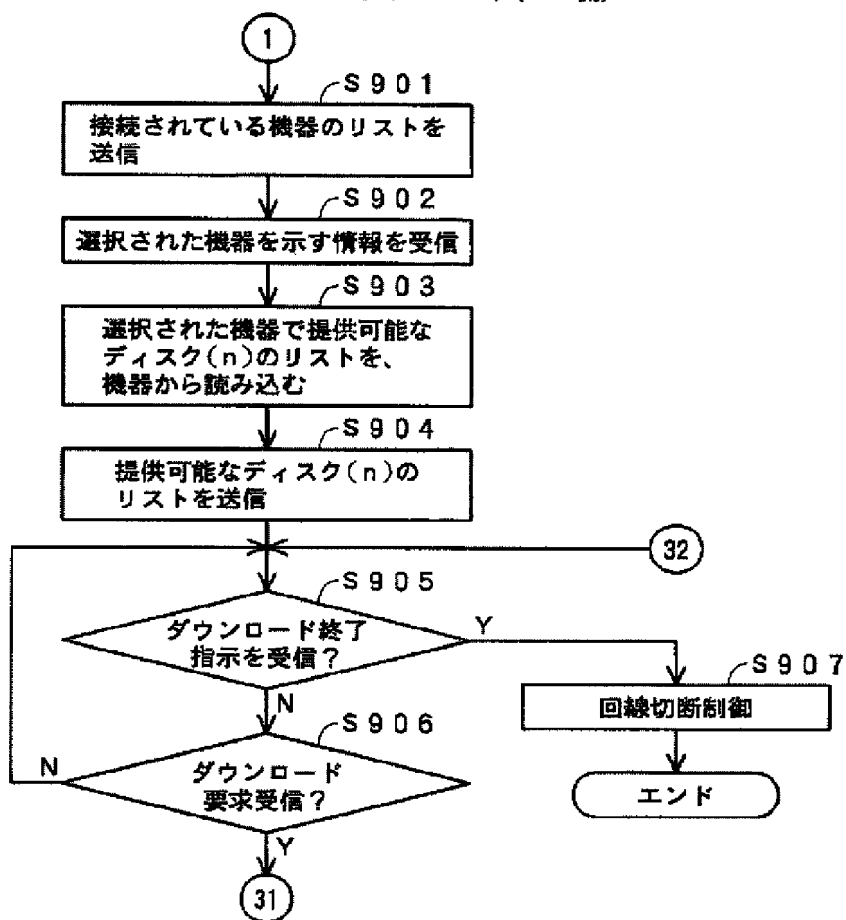 1
S901
接続されている機器のリストを
送信
S902
選択された機器を示す情報を受信
S903
選択された機器で提供可能な
ディスク(n)のリストを、
機器から読み込む
S904
提供可能なディスク(n)の
リストを送信
32
S905
ダウンロード終了
指示を受信？
Y
N
S907
回線切断制御
エンド
S906
ダウンロード
要求受信？
N
Y
31